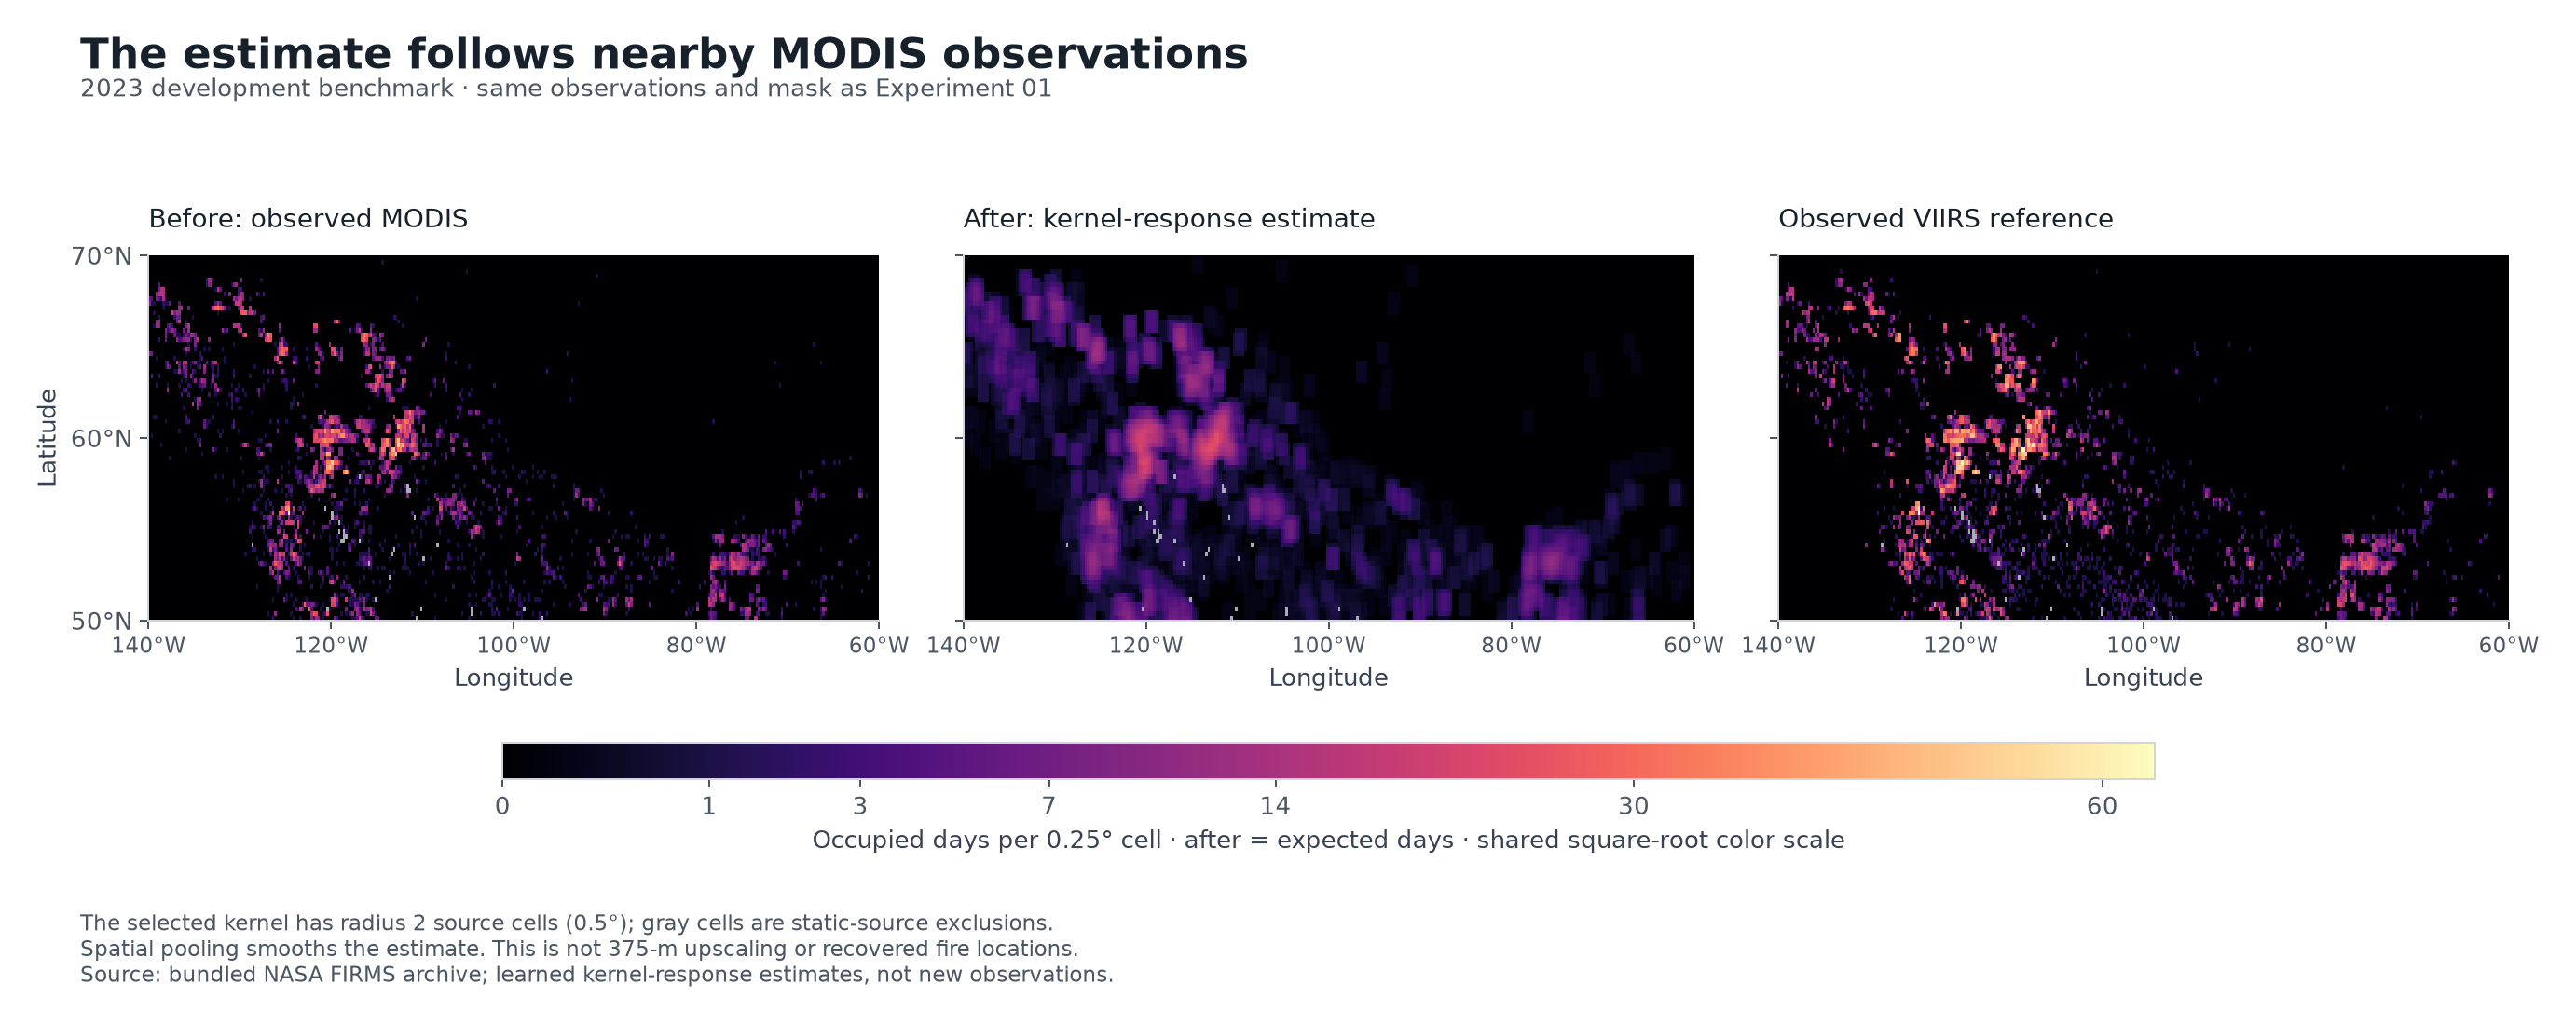 The estimate follows nearby MODIS observations
2023 development benchmark · same observations and mask as Experiment 01
Before: observed MODIS
After: kernel-response estimate
Observed VIIRS reference
70°N
60°N
50°N
Latitude
140°W 120°W 100°W 80°W 60°W
140°W 120°W 100°W 80°W 60°W
140°W 120°W 100°W 80°W 60°W
Longitude
Longitude
Longitude
0 1 3 7 14 30 60
Occupied days per 0.25° cell · after = expected days · shared square-root color scale
The selected kernel has radius 2 source cells (0.5°); gray cells are static-source exclusions.
Spatial pooling smooths the estimate. This is not 375-m upscaling or recovered fire locations.
Source: bundled NASA FIRMS archive; learned kernel-response estimates, not new observations.